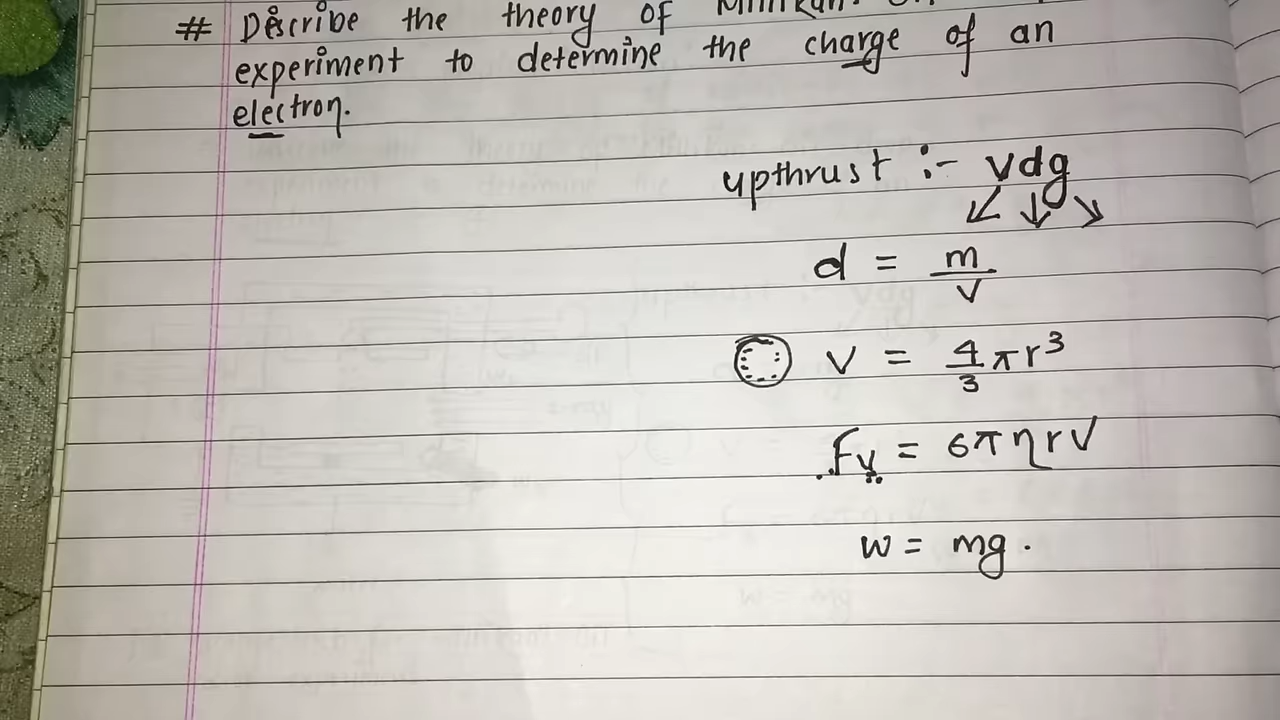 # Describe the theory of
experiment to determine the charge of an
electron.
upthrust :- vdg
d = m/v
v = 4/3 πr³
Fv = 6πηrv
w = mg.